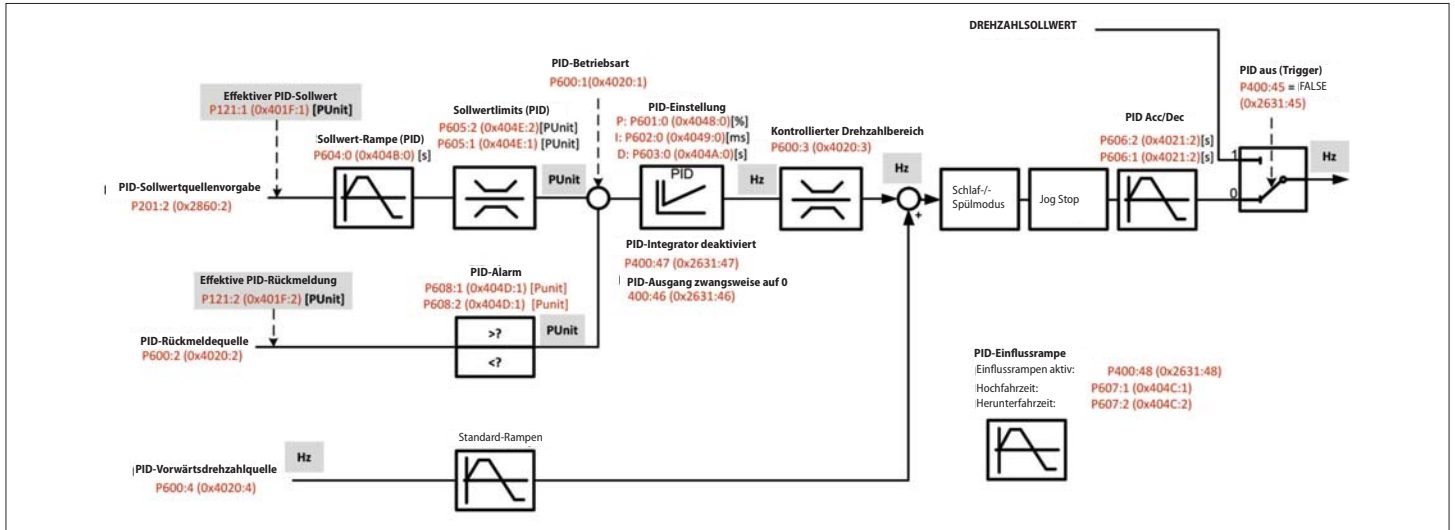 DREHZAHLSOLLWERT
PID-Betriebsart
P600:1(0x4020:1)
PID aus (Trigger)
P400:45 = FALSE
(0x2631:45)
Effektiver PID-Sollwert
P121:1 (0x401F:1) [PUnit]
Sollwertlimits (PID)
P605:2 (0x404E:2)[PUnit]
P605:1 (0x404E:1) [PUnit]
PID-Einstellung
P: P601:0 (0x4048:0)[%]
I: P602:0 (0x4049:0)[ms]
D: P603:0 (0x404A:0)[s]
Kontrollierter Drehzahlbereich
P600:3 (0x4020:3)
PID Acc/Dec
P606:2 (0x4021:2)[s]
P606:1 (0x4021:2)[s]
Sollwert-Rampe (PID)
P604:0 (0x404B:0) [s]
PUnit
PID
Hz
Hz
1
Hz
PID-Sollwertquellenvorgabe
P201:2 (0x2860:2)
Schlaf-/-
Spülmodus
Jog Stop
0
+
PID-Integrator deaktiviert
P400:47 (0x2631:47)
PID-Ausgang zwangsweise auf 0
400:46 (0x2631:46)
Effektive PID-Rückmeldung
P121:2 (0x401F:2) [PUnit]
PID-Alarm
P608:1 (0x404D:1) [Punit]
P608:2 (0x404D:1) [Punit]
PUnit
>?
<?
PID-Rückmeldequelle
P600:2 (0x4020:2)
PID-Einflussrampe
Einflussrampen aktiv: P400:48 (0x2631:48)
Hochfahrzeit: P607:1 (0x404C:1)
Herunterfahrzeit: P607:2 (0x404C:2)
Standard-Rampen
Hz
PID-Vorwärtsdrehzahlquelle
P600:4 (0x4020:4)